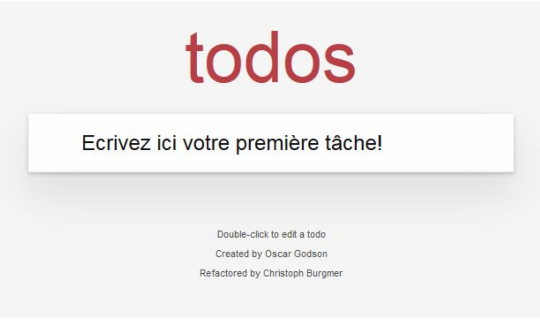 todos
Ecrivez ici votre première tâche!
Double-click to edit a todo
Created by Oscar Godson
Refactored by Christoph Burgmer